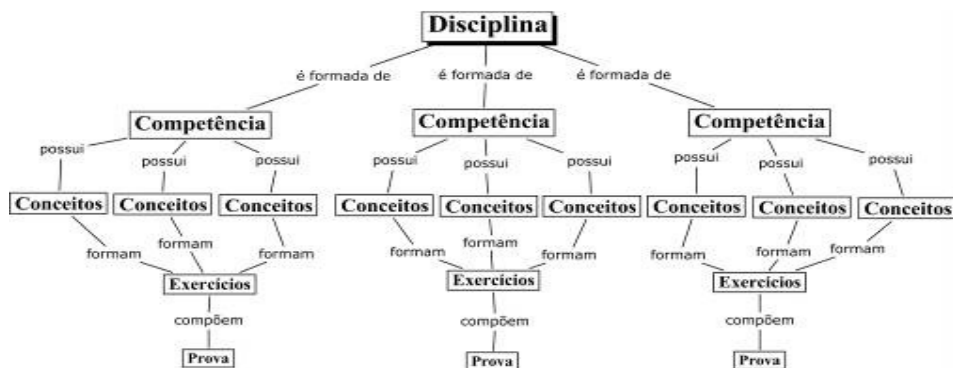 Disciplina
é formada de é formada de é formada de
Competência Competência Competência
possui possui possui possui possui possui possui possui possui
Conceitos Conceitos Conceitos Conceitos Conceitos Conceitos Conceitos Conceitos Conceitos
formam formam formam formam formam formam formam formam formam
Exercícios Exercícios Exercícios
compõem compõem compõem
Prova Prova Prova